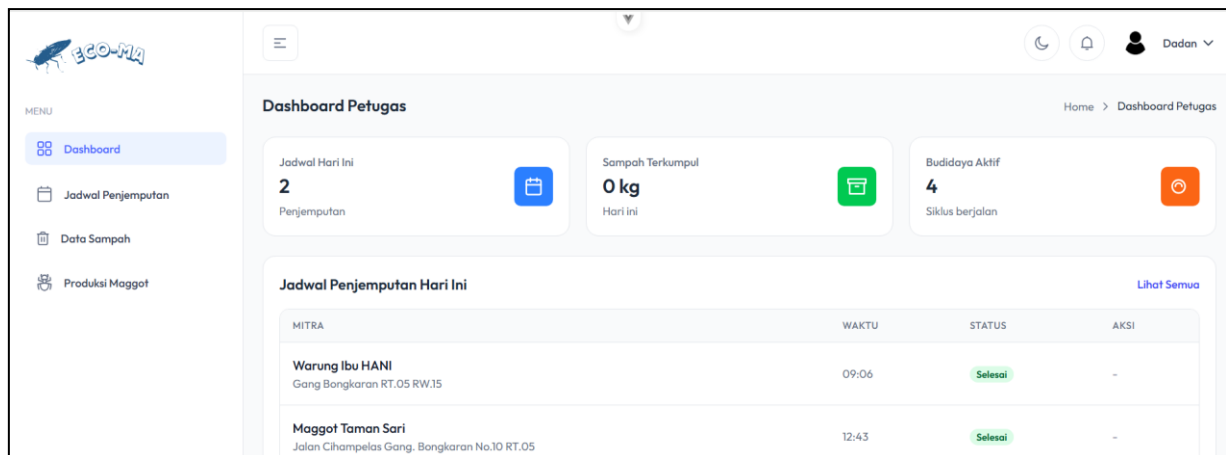 ECO-MA
Dadan
MENU
Dashboard
Jadwal Penjemputan
Data Sampah
Produksi Maggot
Dashboard Petugas
Home > Dashboard Petugas
Jadwal Hari Ini
2
Penjemputan
Sampah Terkumpul
0 kg
Hari ini
Budidaya Aktif
4
Siklus berjalan
Jadwal Penjemputan Hari Ini
Lihat Semua
MITRA WAKTU STATUS AKSI
Warung Ibu HANI
Gang Bongkaran RT.05 RW.15
09:06 Selesai -
Maggot Taman Sari
Jalan Cihampelas Gang. Bongkaran No.10 RT.05
12:43 Selesai -